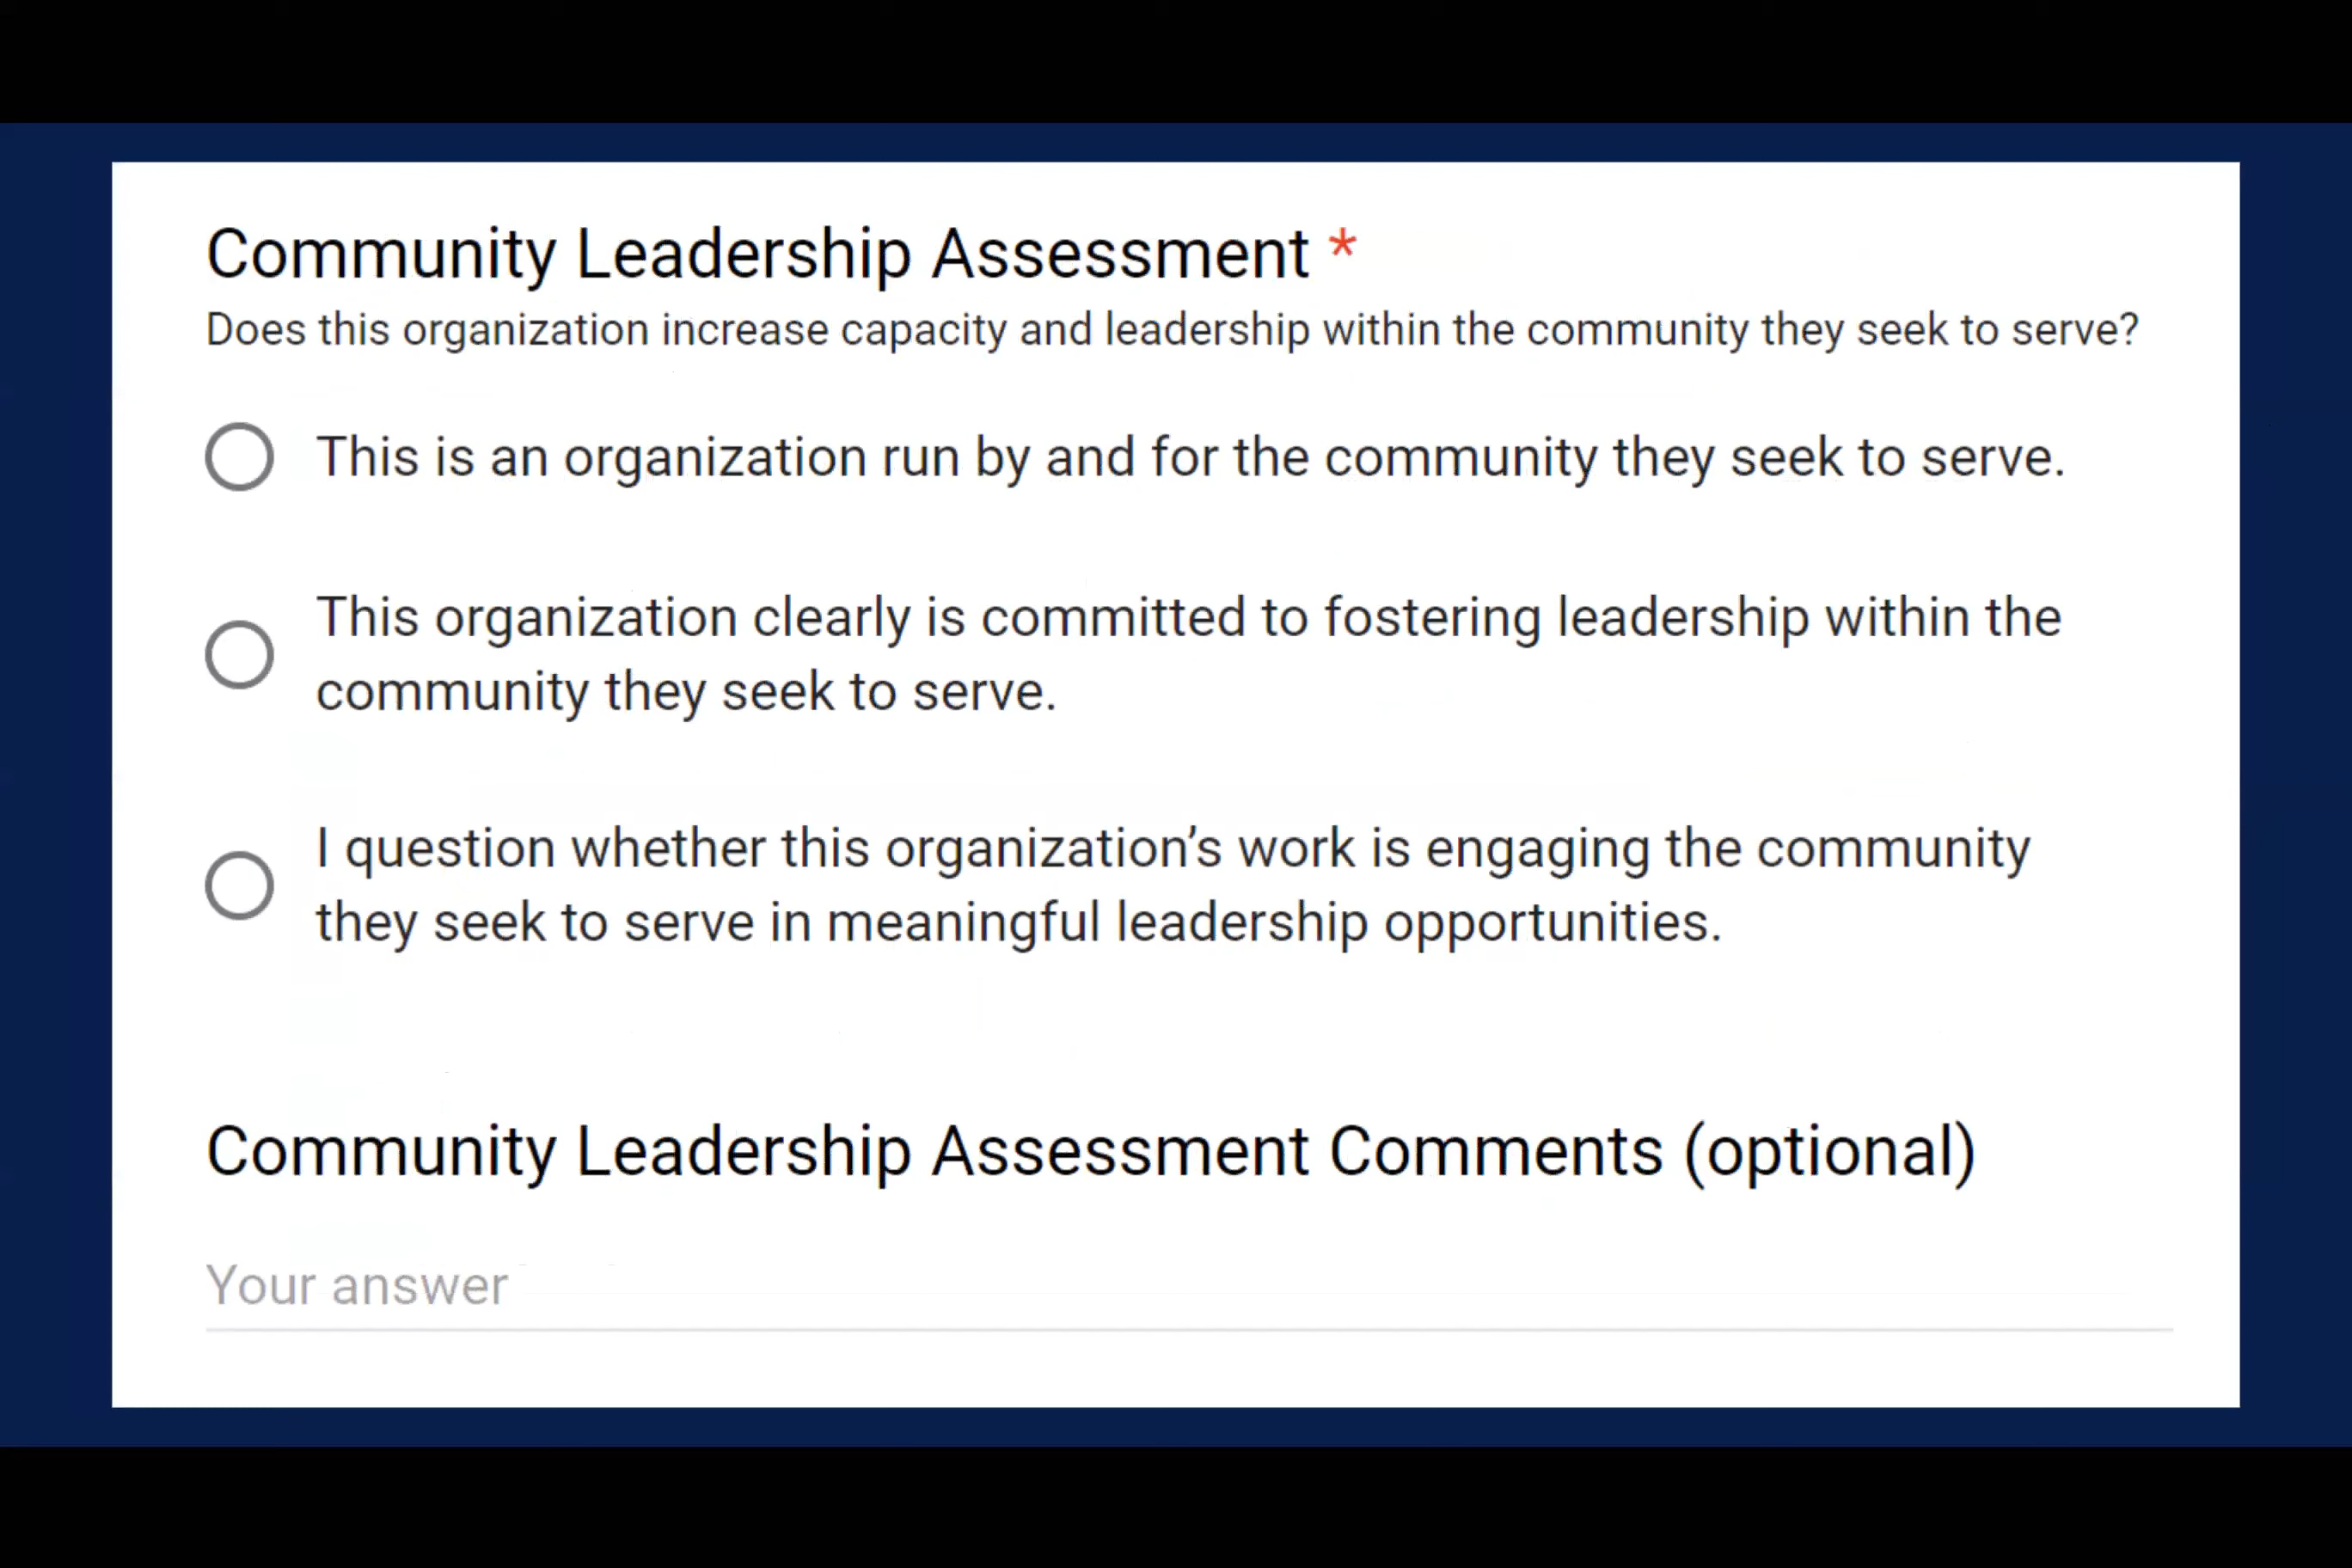 Community Leadership Assessment *
Does this organization increase capacity and leadership within the community they seek to serve?
This is an organization run by and for the community they seek to serve.
This organization clearly is committed to fostering leadership within the
community they seek to serve.
I question whether this organization’s work is engaging the community
they seek to serve in meaningful leadership opportunities.
Community Leadership Assessment Comments (optional)
Your answer